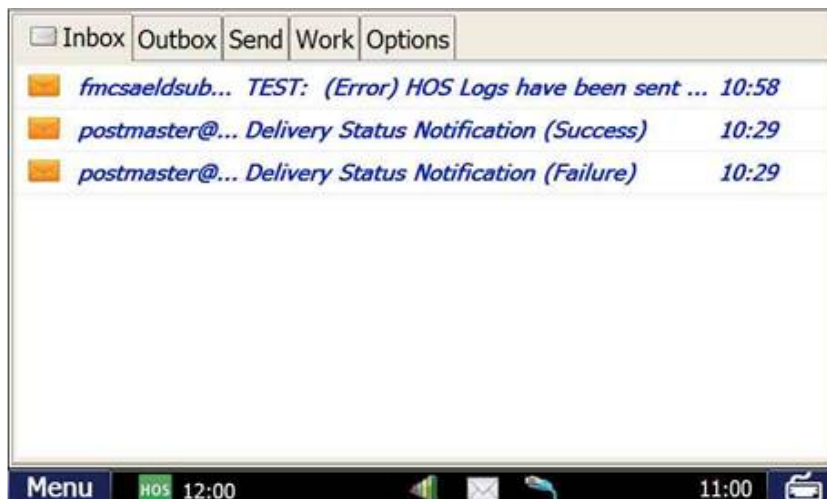 Inbox Outbox Send Work Options
fmcsaeldsub... TEST: (Error) HOS Logs have been sent ... 10:58
postmaster@... Delivery Status Notification (Success) 10:29
postmaster@... Delivery Status Notification (Failure) 10:29
Menu HOS 12:00 11:00